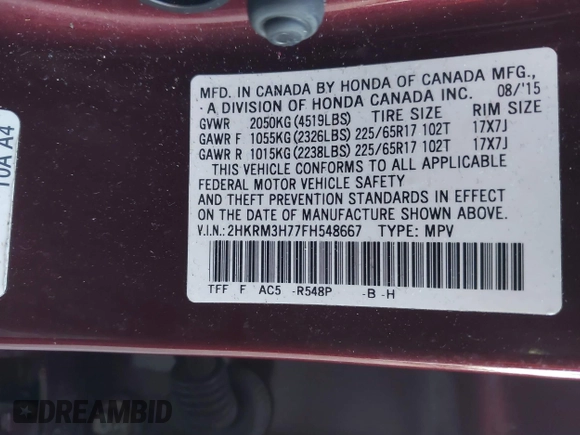 MFD. IN CANADA BY HONDA OF CANADA MFG.,
A DIVISION OF HONDA CANADA INC. 08/'15
GVWR 2050KG(4519LBS) TIRE SIZE RIM SIZE
GAWR F 1055KG(2326LBS) 225/65R17 102T 17X7J
GAWR R 1015KG(2238LBS) 225/65R17 102T 17X7J
THIS VEHICLE CONFORMS TO ALL APPLICABLE
FEDERAL MOTOR VEHICLE SAFETY
AND THEFT PREVENTION STANDARDS IN EFFECT
ON THE DATE OF MANUFACTURE SHOWN ABOVE.
V.I.N.: 2HKRM3H77FH548667 TYPE: MPV
TFF F AC5 -R548P -B -H
10A A4
DREAMBID